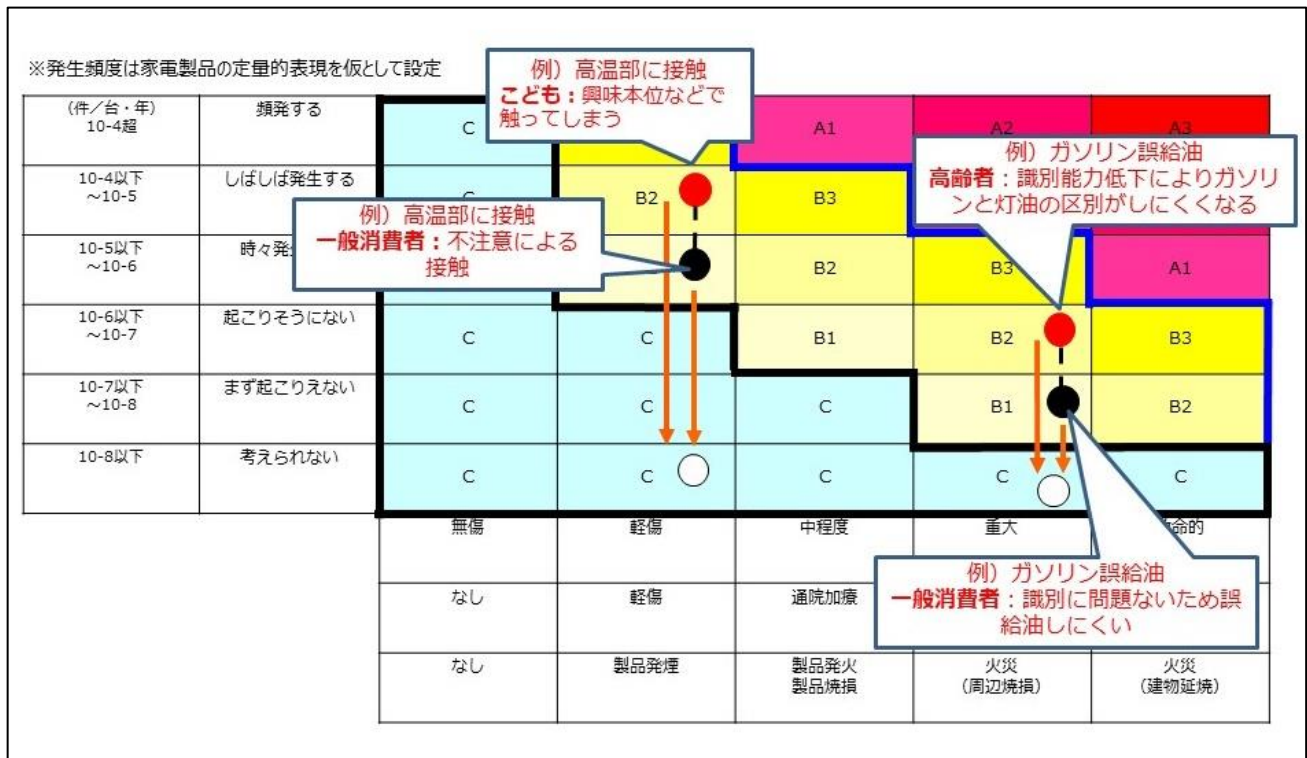 ※発生頻度は家電製品の定量的表現を仮として設定
例）高温部に接触
こども：興味本位などで
触ってしまう
(件／台・年)
10-4超
頻発する
C
A1
A2
A3
例）ガソリン誤給油
高齢者：識別能力低下によりガソリ
ンと灯油の区別がしにくくなる
10-4以下
～10-5
しばしば発生する
C
B2
B3
例）高温部に接触
一般消費者：不注意による
接触
10-5以下
～10-6
時々発
B2
B3
A1
10-6以下
～10-7
起こりそうにない
C
C
B1
B2
B3
10-7以下
～10-8
まず起こりえない
C
C
C
B1
B2
10-8以下
考えられない
C
C
C
C
C
無傷
軽傷
中程度
重大
命的
例）ガソリン誤給油
一般消費者：識別に問題ないため誤
給油しにくい
なし
軽傷
通院加療
なし
製品発煙
製品発火
製品焼損
火災
(周辺焼損)
火災
(建物延焼)